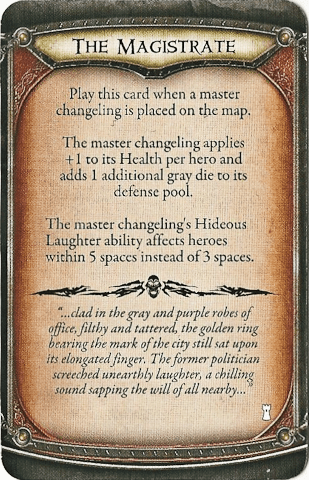 THE MAGISTRATE
Play this card when a master
changeling is placed on the map.
The master changeling applies
+1 to its Health per hero and
adds 1 additional gray die to its
defense pool.
The master changeling's Hideous
Laughter ability affects heroes
within 5 spaces instead of 3 spaces.
"...clad in the gray and purple robes of
office, filthy and tattered, the golden ring
bearing the mark of the city still sat upon
its elongated finger. The former politician
screeched unearthly laughter, a chilling
sound sapping the will of all nearby..."